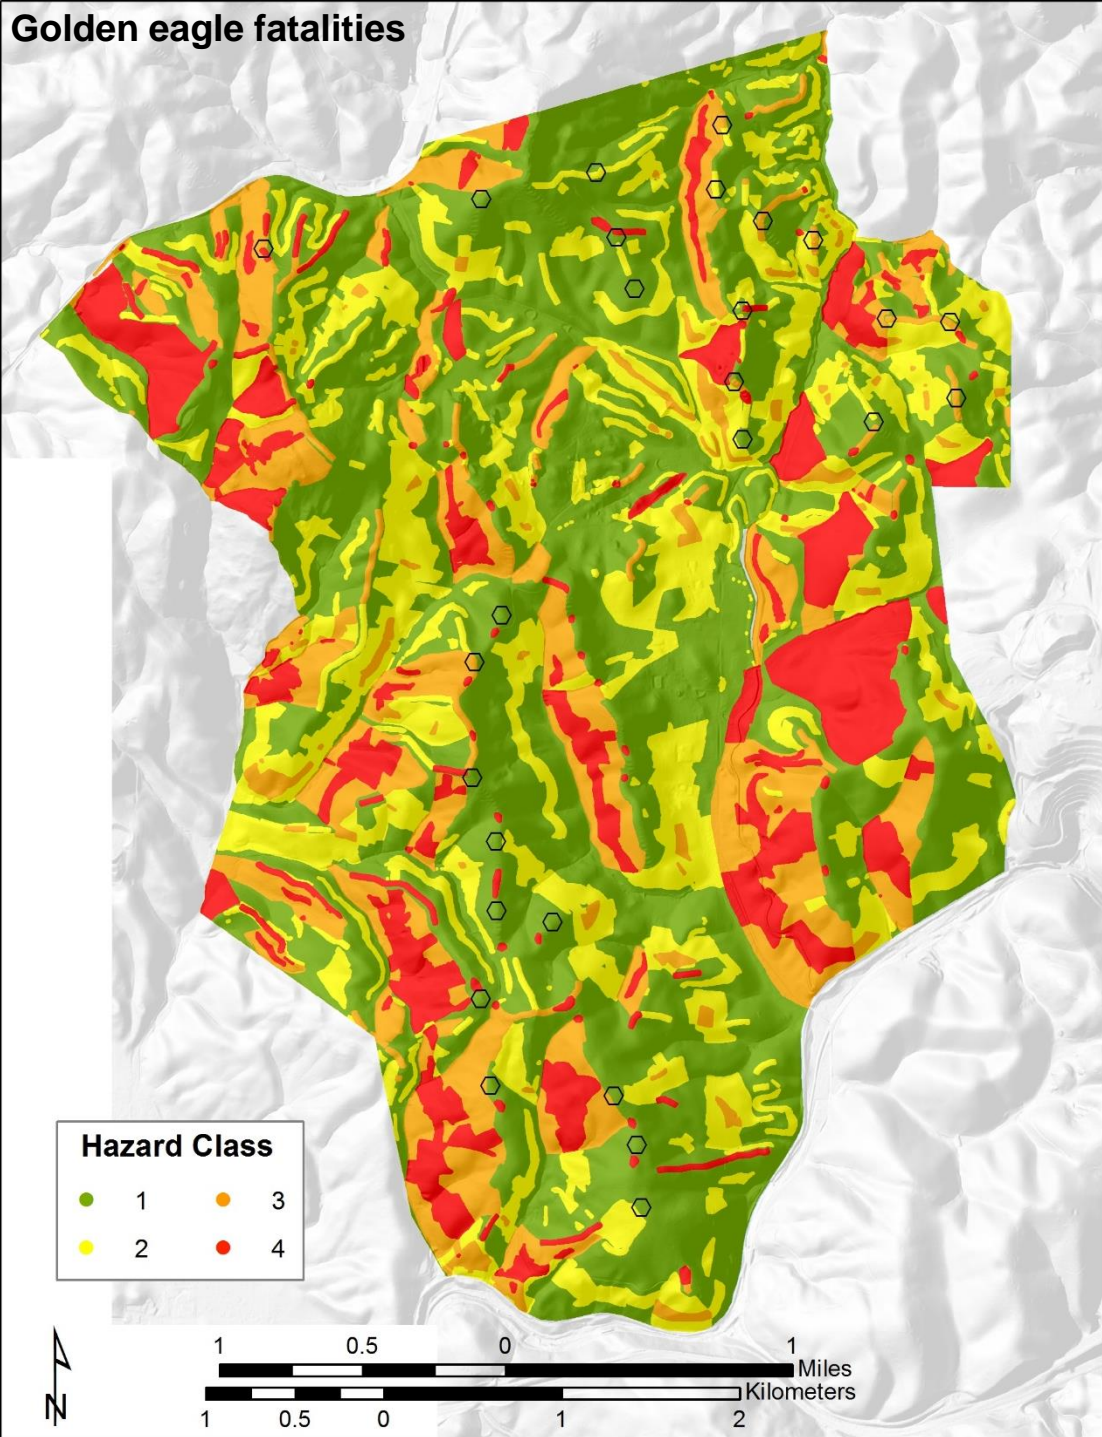 Golden eagle fatalities
Hazard Class
1 3
2 4
1 0.5 0 1
Miles
Kilometers
1 0.5 0 1 2
N